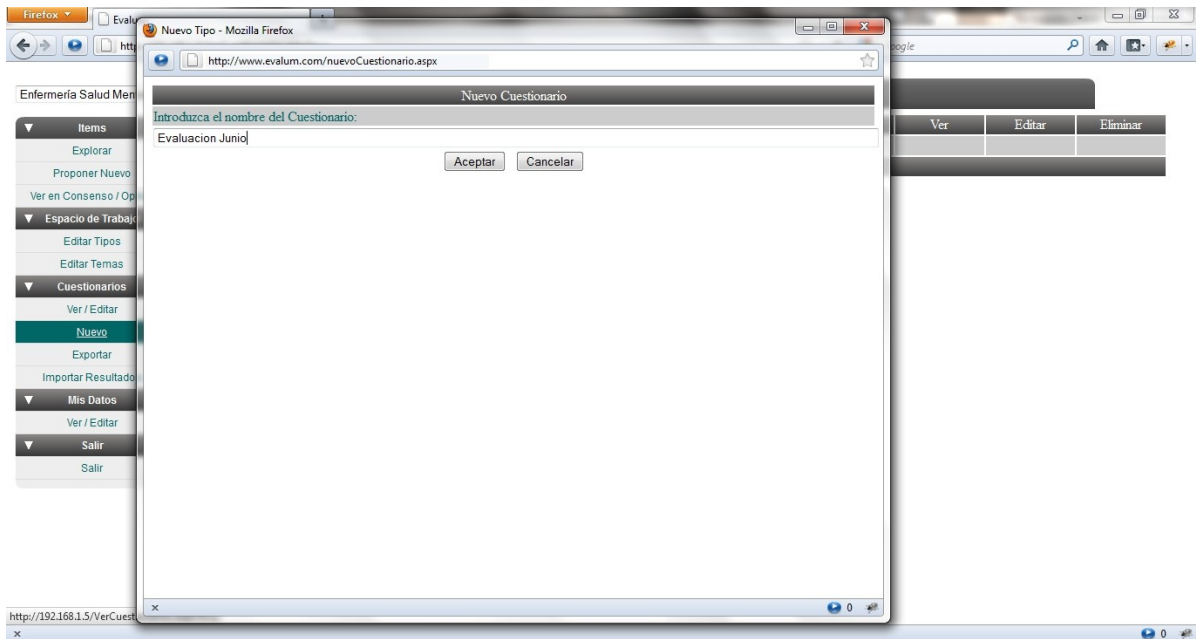 Firefox
Evalu
Nuevo Tipo - Mozilla Firefox
http://www.evalum.com/nuevoCuestionario.aspx
Nuevo Cuestionario
Introduzca el nombre del Cuestionario:
Evaluacion Junio
Aceptar Cancelar
0
Enfermería Salud Men
Items
Explorar
Proponer Nuevo
Ver en Consenso / Op
Espacio de Trabajo
Editar Tipos
Editar Temas
Cuestionarios
Ver / Editar
Nuevo
Exportar
Importar Resultado
Mis Datos
Ver / Editar
Salir
Salir
Ver Editar Eliminar
http://192.168.1.5/VerCuest
0